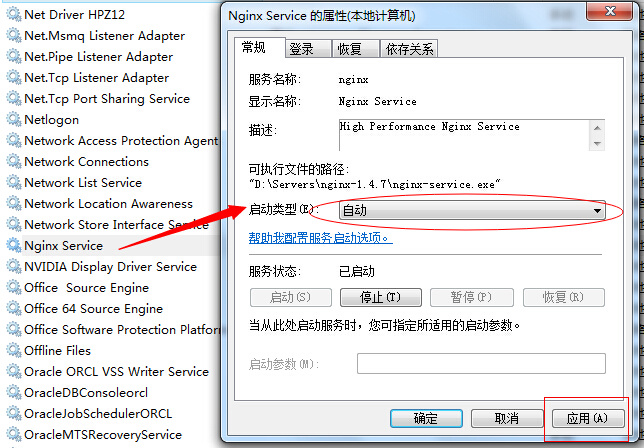 Net Driver HPZ12
Net.Msmq Listener Adapter
Net.Pipe Listener Adapter
Net.Tcp Listener Adapter
Net.Tcp Port Sharing Service
Netlogon
Network Access Protection Agent
Network Connections
Network List Service
Network Location Awareness
Network Store Interface Service
Nginx Service
NVIDIA Display Driver Service
Office  Source Engine
Office 64 Source Engine
Office Software Protection Platform
Offline Files
Oracle ORCL VSS Writer Service
OracleDBConsoleorcl
OracleJobSchedulerORCL
OracleMTSRecoveryService
Nginx Service 的属性(本地计算机)
常规 登录 恢复 依存关系
服务名称: nginx
显示名称: Nginx Service
描述: High Performance Nginx Service
可执行文件的路径:
"D:\Servers\nginx-1.4.7\nginx-service.exe"
启动类型(E): 自动
帮助我配置服务启动选项。
服务状态: 已启动
启动(S) 停止(T) 暂停(P) 恢复(R)
当从此处启动服务时，您可指定所适用的启动参数。
启动参数(M):
确定 取消 应用(A)